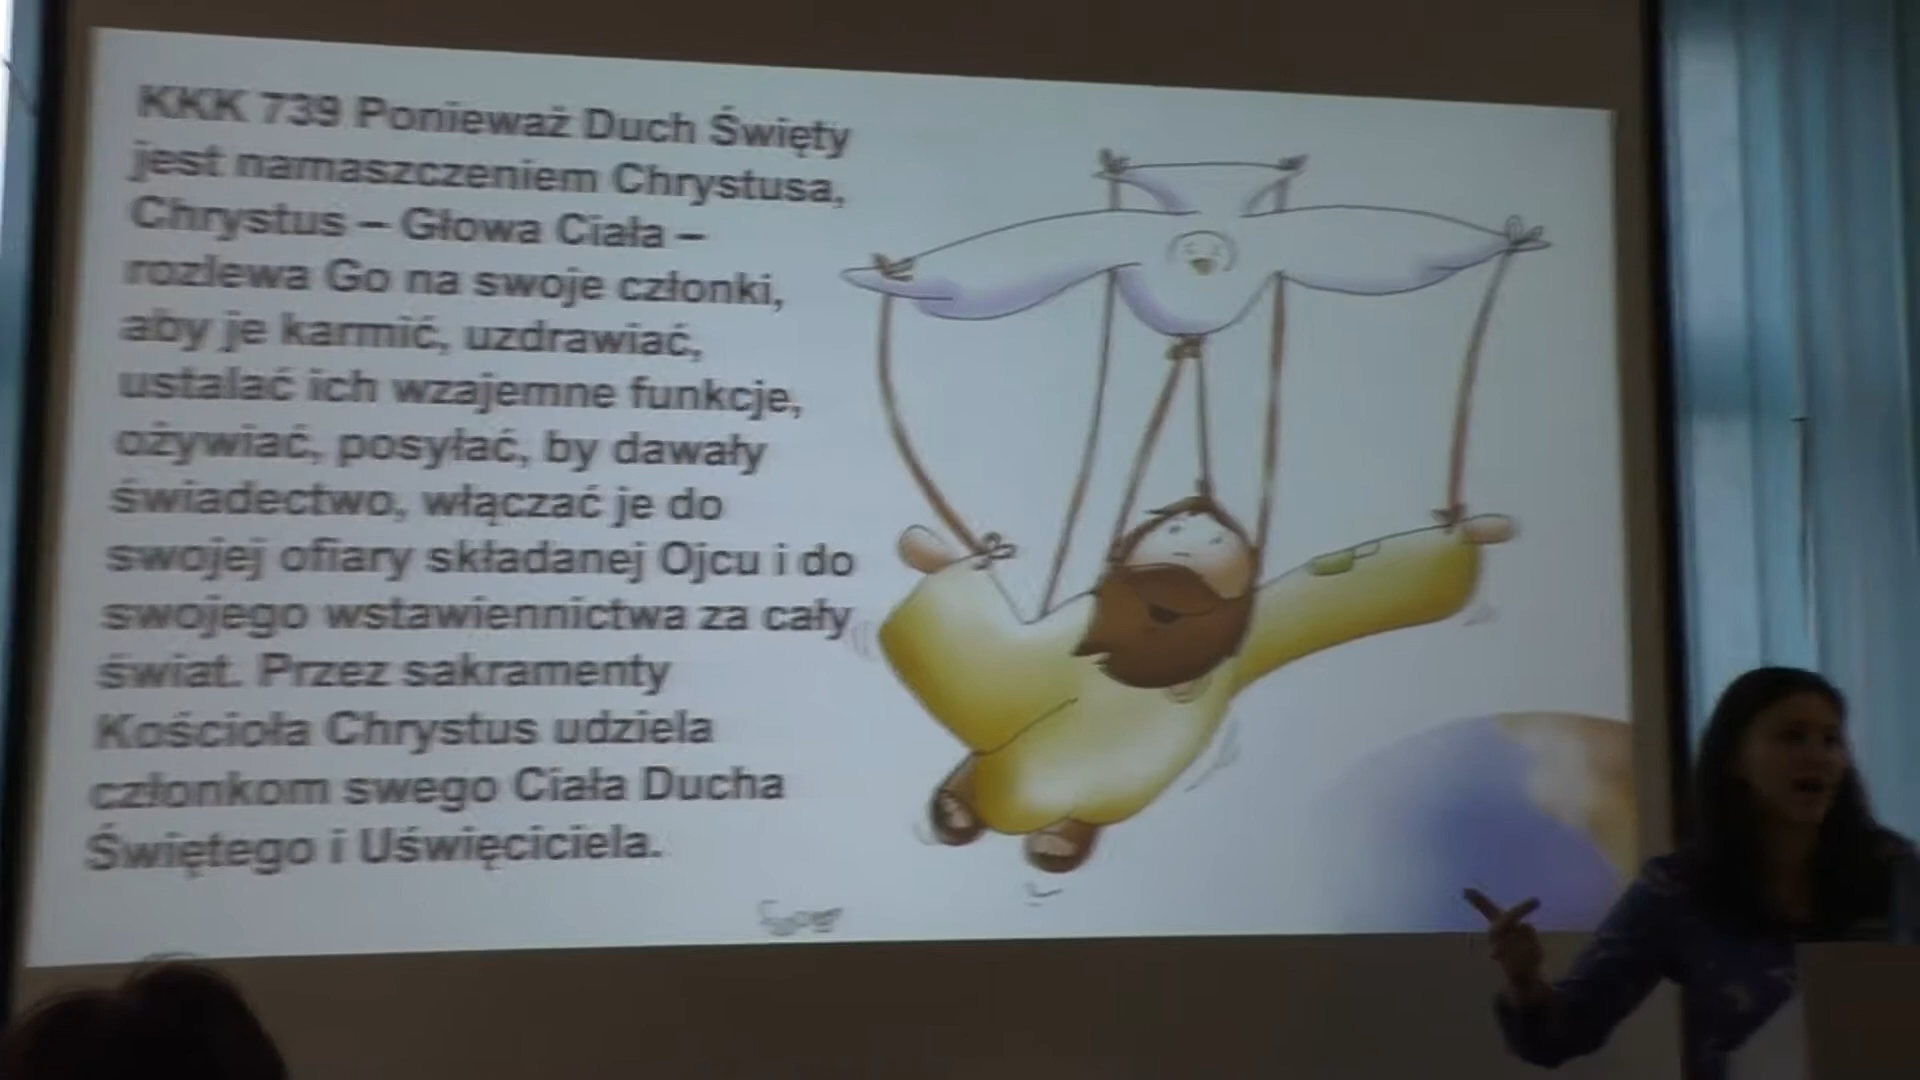 KKK 739 Ponieważ Duch Święty
jest namaszczeniem Chrystusa,
Chrystus – Głowa Ciała –
rozlewa Go na swoje członki,
aby je karmić, uzdrawiać,
ustalać ich wzajemne funkcje,
ożywiać, posyłać, by dawały
świadectwo, włączać je do
swojej ofiary składanej Ojcu i do
swojego wstawiennictwa za cały
świat. Przez sakramenty
Kościoła Chrystus udziela
członkom swego Ciała Ducha
Świętego i Uświęciciela.